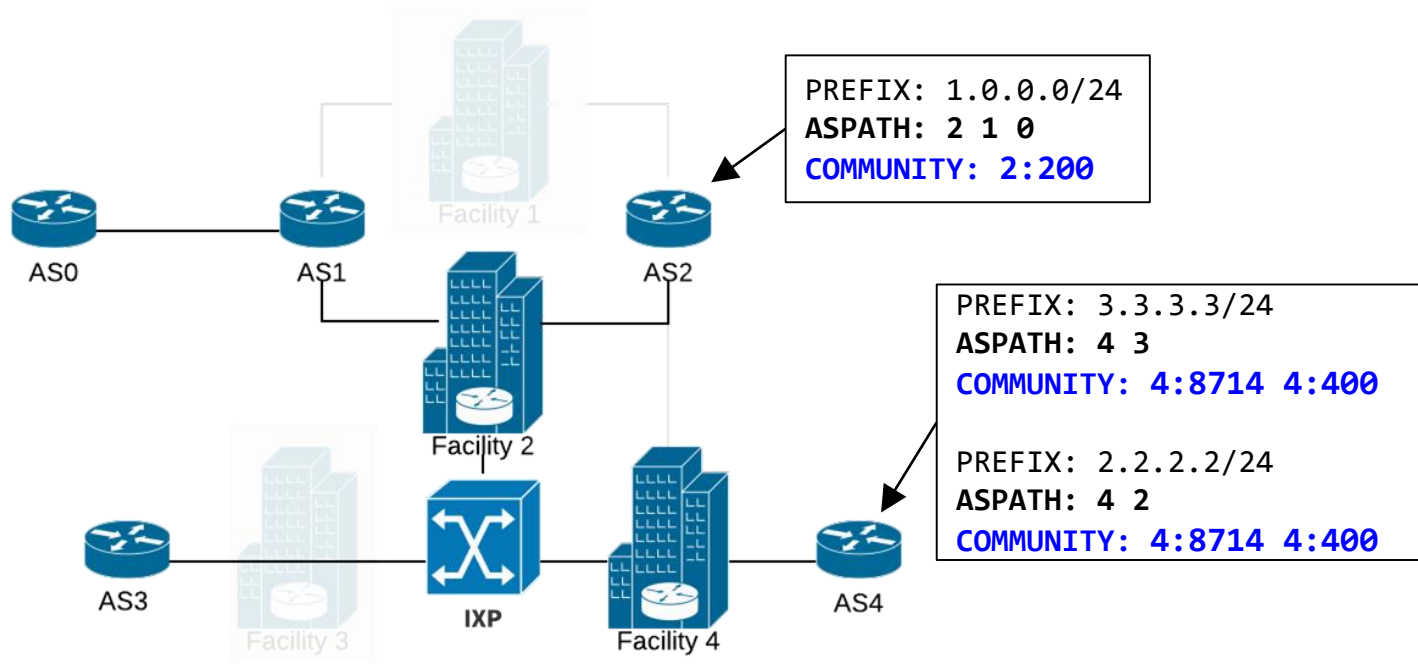 PREFIX: 1.0.0.0/24
ASPATH: 2 1 0
COMMUNITY: 2:200
Facility 1
AS0
AS1
AS2
PREFIX: 3.3.3.3/24
ASPATH: 4 3
COMMUNITY: 4:8714 4:400
PREFIX: 2.2.2.2/24
ASPATH: 4 2
COMMUNITY: 4:8714 4:400
Facility 2
AS3
IXP
AS4
Facility 3
Facility 4